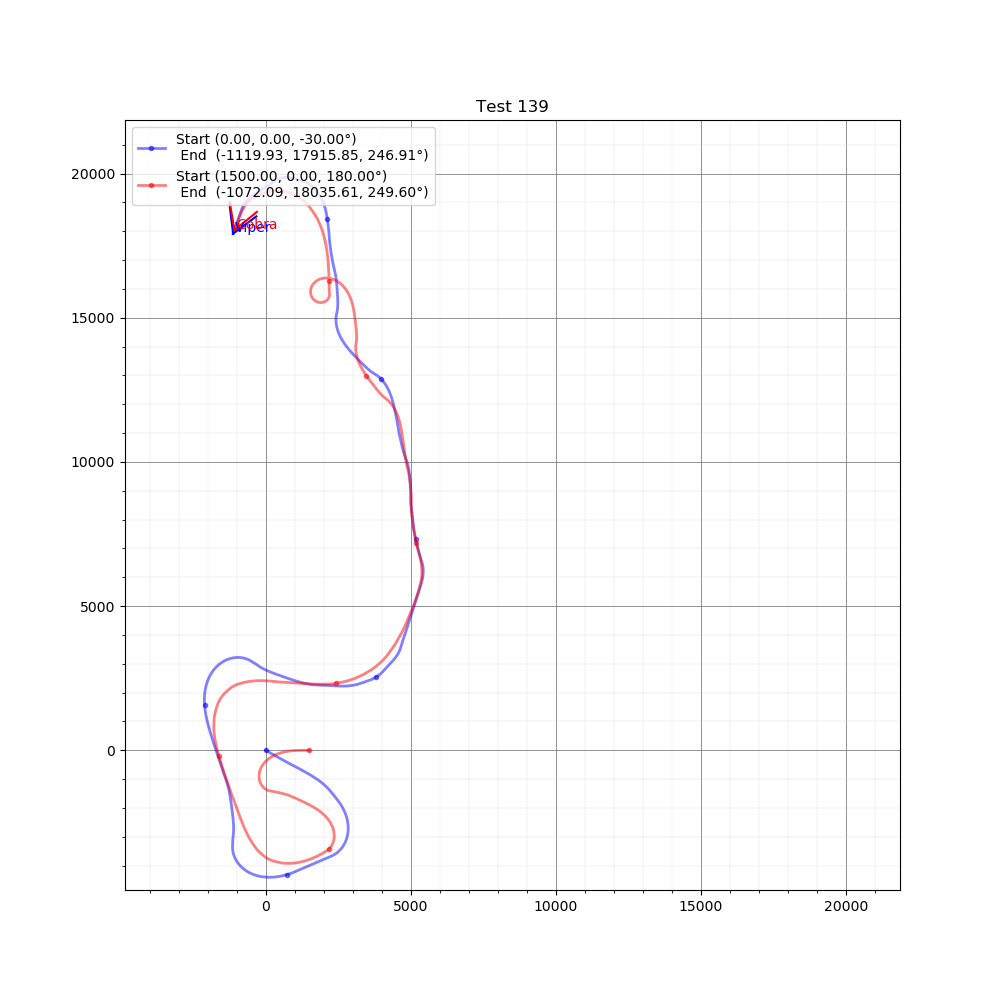 Test 139
Start (0.00, 0.00, -30.00°)
End (-1119.93, 17915.85, 246.91°)
Start (1500.00, 0.00, 180.00°)
End (-1072.09, 18035.61, 249.60°)
Cobra
Viper
20000
15000
10000
5000
0
0
5000
10000
15000
20000